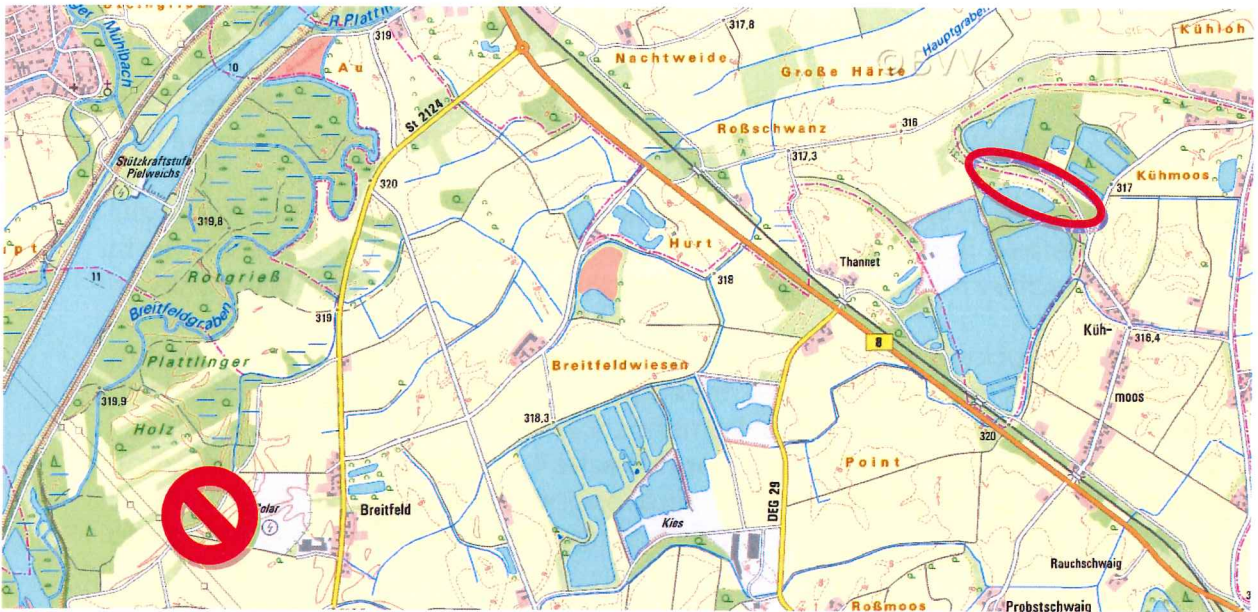 R.Plattli
317,8
Kühloh
Mühlbach
319
Nachtweide
Hauptgraben
10
Au
Große Härte
©BVV
St 2124
Roßschwanz
316
Stützkraftstufe
Pielweichs
317,3
320
317
Kühmoos
319,8
Hurt
Thannet
11
Rotgrieß
318
Breitfeldgraben
319
8
Küh-
318,4
Plattlinger
Breitfeldwiesen
319,9
moos
Holz
318,3
320
Point
Breitfeld
Kies
DEG 29
Rauchschwaig
Roßmoos
Probstschwaig